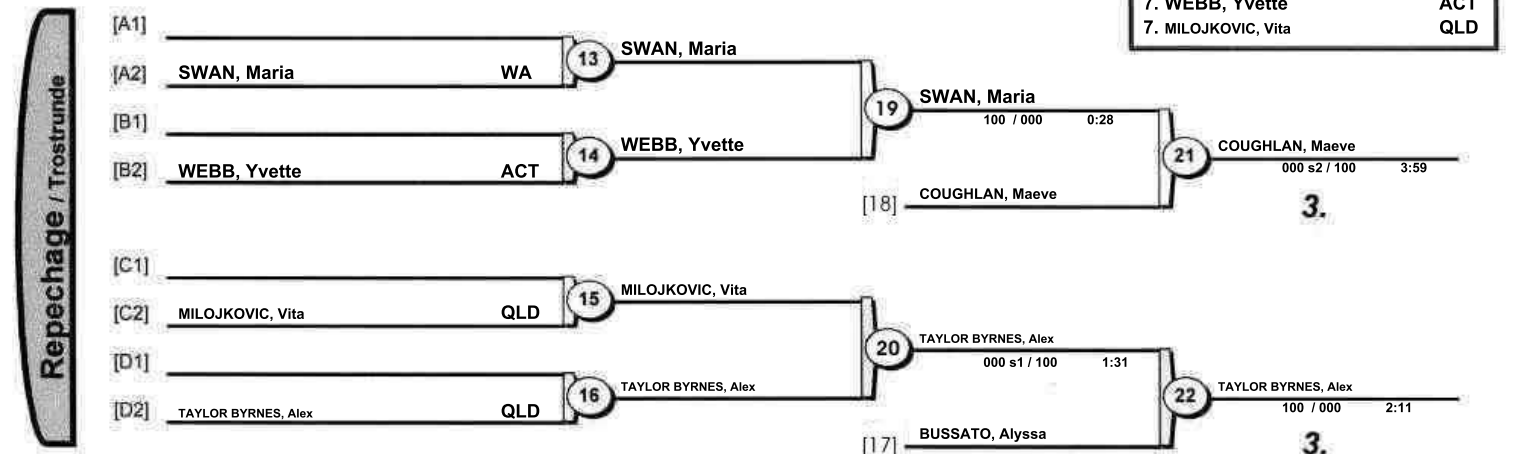 7. WEBB, Yvette ACT
7. MILOJKOVIC, Vita QLD
Repechage / Trostrunde
[A1]
[A2] SWAN, Maria WA
13 SWAN, Maria
[B1]
[B2] WEBB, Yvette ACT
14 WEBB, Yvette
19 SWAN, Maria
100 / 000 0:28
[18] COUGHLAN, Maeve
21 COUGHLAN, Maeve
000 s2 / 100 3:59
3.
[C1]
[C2] MILOJKOVIC, Vita QLD
15 MILOJKOVIC, Vita
[D1]
[D2] TAYLOR BYRNES, Alex QLD
16 TAYLOR BYRNES, Alex
20 TAYLOR BYRNES, Alex
000 s1 / 100 1:31
[17] BUSSATO, Alyssa
22 TAYLOR BYRNES, Alex
100 / 000 2:11
3.